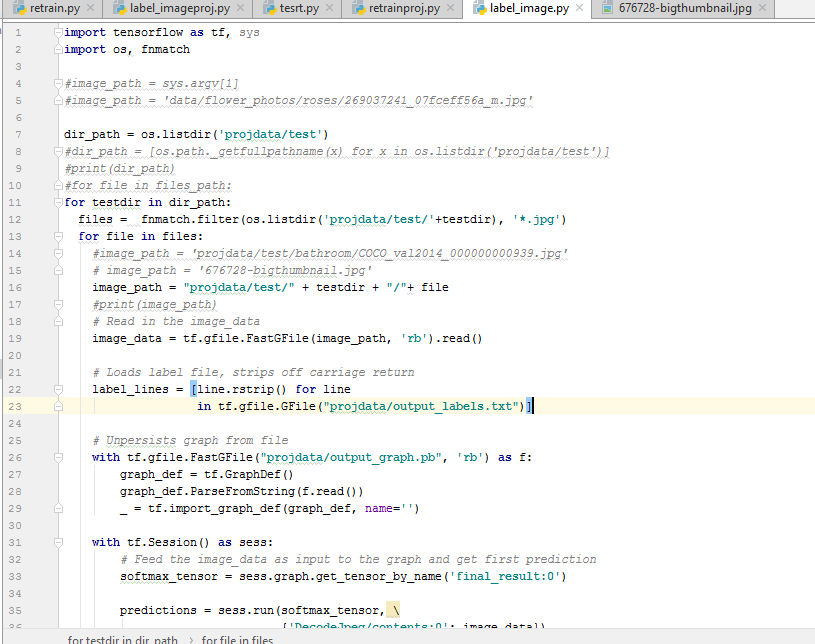 retrain.py label_imageproj.py tesrt.py retrainproj.py label_image.py 676728-bigthumbnail.jpg
1 import tensorflow as tf, sys
2 import os, fnmatch
3
4 #image_path = sys.argv[1]
5 #image_path = 'data/flover_photos/roses/269037241_07fceff56a_m.jpg'
6
7 dir_path = os.listdir('projdata/test')
8 #dir_path = [os.path._getfullpathname(x) for x in os.listdir('projdata/test')]
9 #print(dir_path)
10 #for file in files_path:
11 for testdir in dir_path:
12 files = fnmatch.filter(os.listdir('projdata/test/'+testdir), '*.jpg')
13 for file in files:
14 #image_path = 'projdata/test/bathroom/COCO_val2014_000000000939.jpg'
15 # image_path = '676728-bigthumbnail.jpg'
16 image_path = "projdata/test/" + testdir + "/"+ file
17 #print(image_path)
18 # Read in the image_data
19 image_data = tf.gfile.FastGFile(image_path, 'rb').read()
20
21 # Loads label file, strips off carriage return
22 label_lines = [line.rstrip() for line
23 in tf.gfile.GFile("projdata/output_labels.txt")]
24
25 # Unpersists graph from file
26 with tf.gfile.FastGFile("projdata/output_graph.pb", 'rb') as f:
27 graph_def = tf.GraphDef()
28 graph_def.ParseFromString(f.read())
29 _ = tf.import_graph_def(graph_def, name='')
30
31 with tf.Session() as sess:
32 # Feed the image_data as input to the graph and get first prediction
33 softmax_tensor = sess.graph.get_tensor_by_name('final_result:0')
34
35 predictions = sess.run(softmax_tensor, \
36 {'DecodeJpeg/contents:0': image_data})
for testdir in dir_path › for file in files